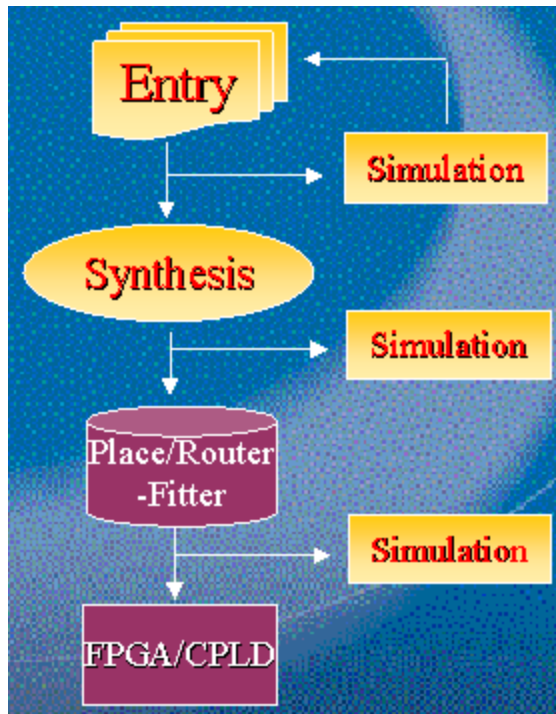 Entry
Simulation
Synthesis
Simulation
Place/Router
-Fitter
Simulation
FPGA/CPLD